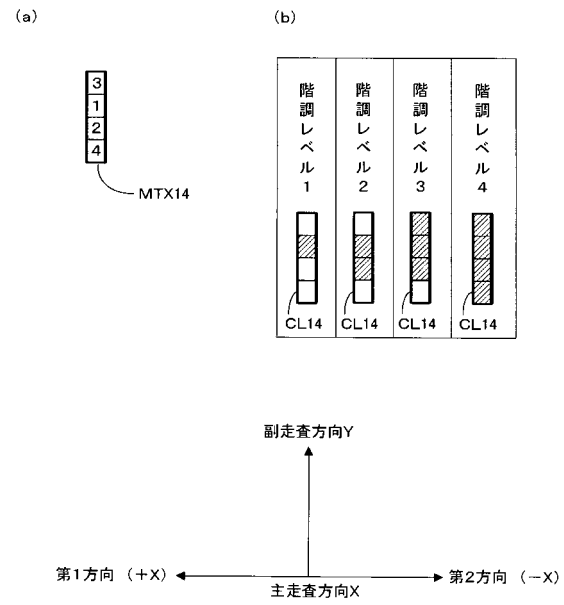 (a)
(b)
3
1
2
4
MTX14
階調レベル1
階調レベル2
階調レベル3
階調レベル4
CL14
CL14
CL14
CL14
副走査方向Y
第1方向 (+X)
主走査方向X
第2方向 (-X)